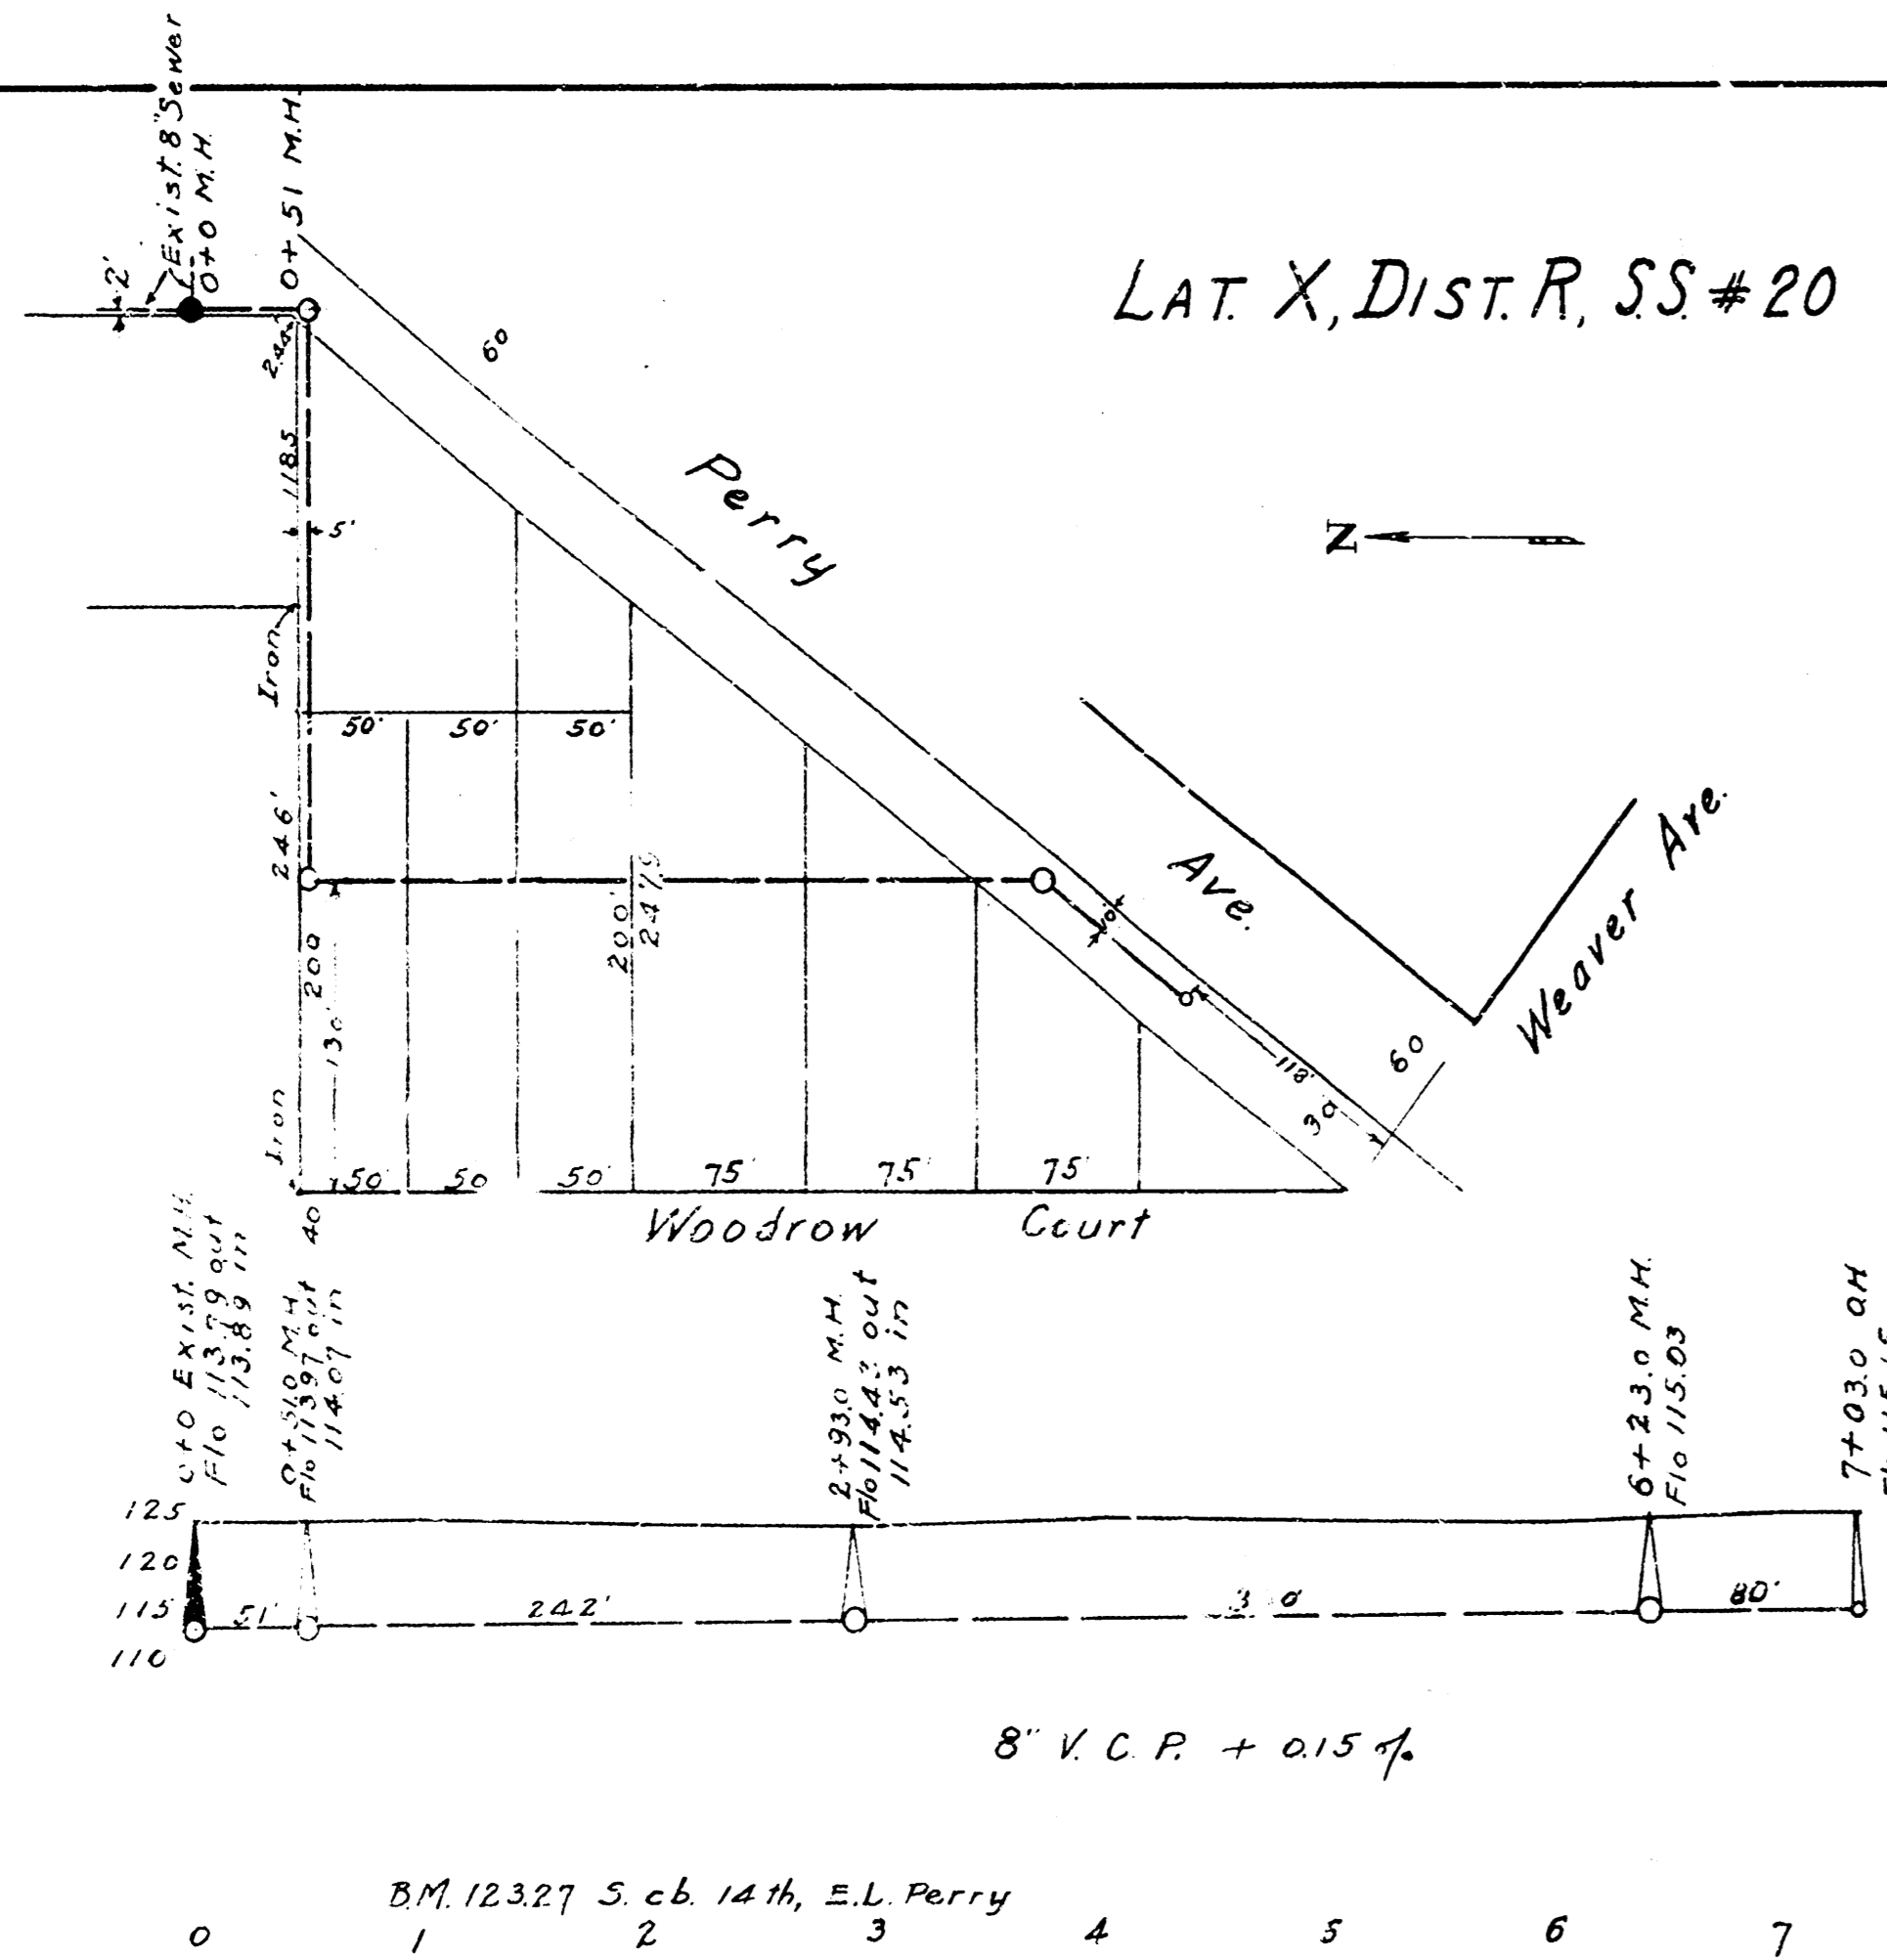 Exist. 8" Sewer
0+0 M.H.
0+51 M.H.
2'
LAT. X, DIST. R, S.S. #20
60
118.5
5'
Perry
N
Iron
50' 50' 50'
246'
Ave.
Weaver Ave.
200
200'
247.9
130'
118'
60
30
Iron
50 50 50' 75' 75' 75'
40
Woodrow Court
0+0 Exist. M.H.
Flo 113.79 out
113.89 in
0+51.0 M.H.
Flo 113.97 out
114.07 in
2+93.0 M.H.
Flo 114.43 out
114.53 in
6+23.0 M.H.
Flo 115.03
7+03.0
125
120
115
110
51' 242' 80'
8" V. C. P. + 0.15 %
B.M. 123.27 S. cb. 14th, E.L. Perry
0 1 2 3 4 5 6 7